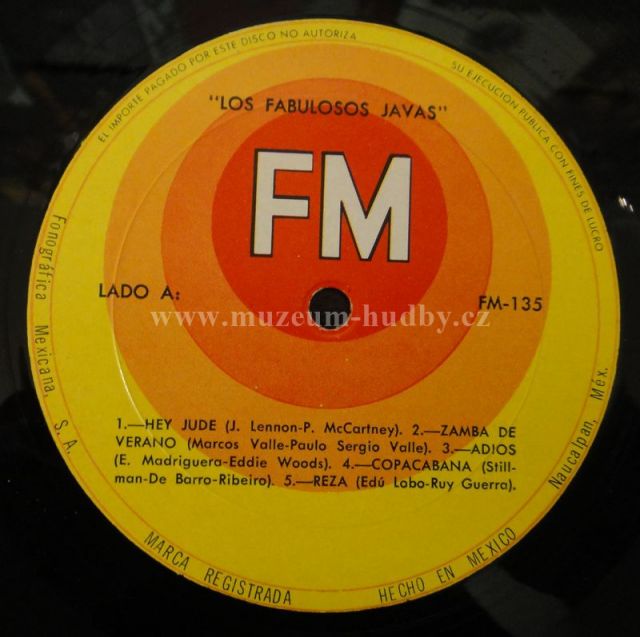 EL IMPORTE PAGADO POR ESTE DISCO NO AUTORIZA
SU EJECUCION PUBLICA CON FINES DE LUCRO
"LOS FABULOSOS JAVAS"
FM
LADO A:
FM-135
www.muzeum-hudby.cz
1.—HEY JUDE (J. Lennon-P. McCartney). 2.—ZAMBA DE
VERANO (Marcos Valle-Paulo Sergio Valle). 3.—ADIOS
(E. Madriguera-Eddie Woods). 4.—COPACABANA (Still-
man-De Barro-Ribeiro). 5.—REZA (Edú Lobo-Ruy Guerra).
Fonográfica Mexicana, S. A.
MARCA REGISTRADA
HECHO EN MEXICO
Naucalpan, Méx.